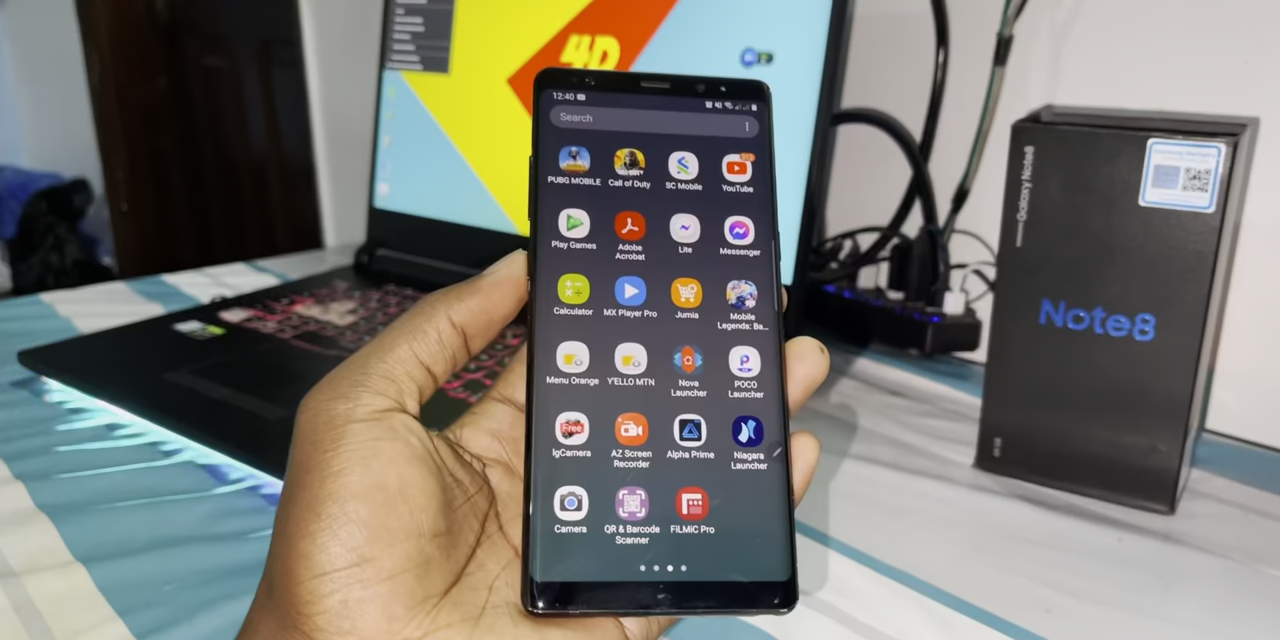 4D
12:40
Search
PUBG MOBILE
Call of Duty
SC Mobile
YouTube
Play Games
Adobe
Acrobat
Lite
Messenger
Calculator
MX Player Pro
Jumia
Mobile
Legends: Ba...
Menu Orange
Y'ELLO MTN
Nova
Launcher
POCO
Launcher
Free
IgCamera
AZ Screen
Recorder
Alpha Prime
Niagara
Launcher
Camera
QR & Barcode
Scanner
FiLMiC Pro
Galaxy Note8
Note8